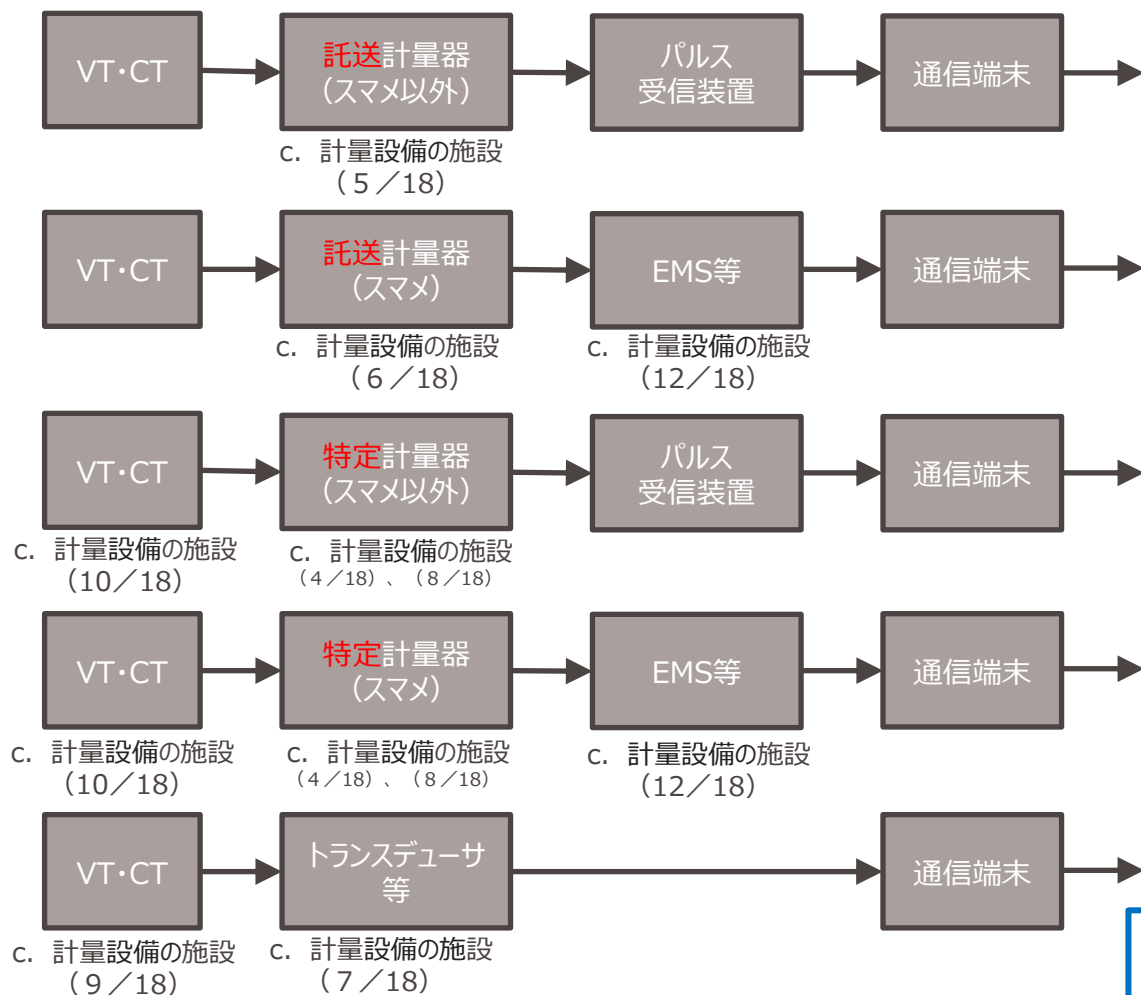 VT・CT
託送計量器
（スマメ以外）
パルス
受信装置
通信端末
c. 計量設備の施設
（５／18）
VT・CT
託送計量器
（スマメ）
EMS等
通信端末
c. 計量設備の施設
（６／18）
c. 計量設備の施設
（12／18）
VT・CT
特定計量器
（スマメ以外）
パルス
受信装置
通信端末
c. 計量設備の施設
（10／18）
c. 計量設備の施設
（４／18）、（８／18）
VT・CT
特定計量器
（スマメ）
EMS等
通信端末
c. 計量設備の施設
（10／18）
c. 計量設備の施設
（４／18）、（８／18）
c. 計量設備の施設
（12／18）
VT・CT
トランスデューサ
等
通信端末
c. 計量設備の施設
（９／18）
c. 計量設備の施設
（７／18）